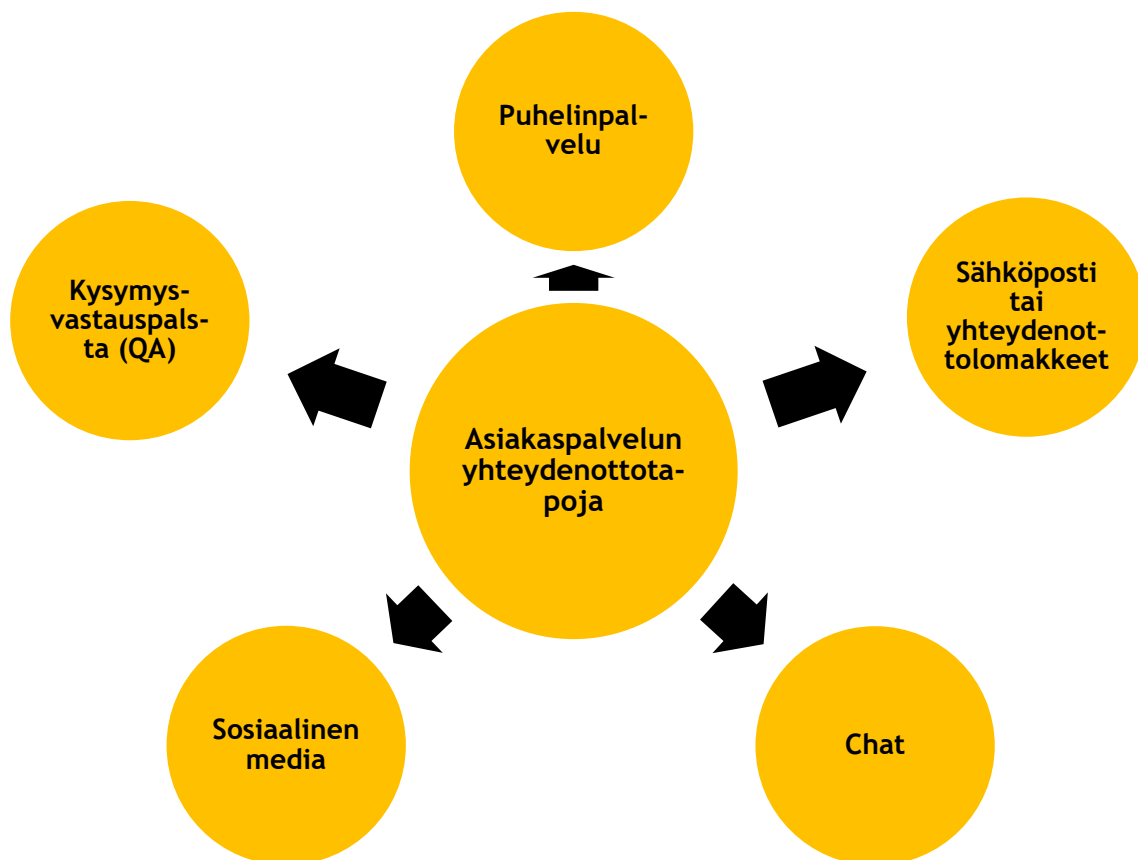 Puhelinpal-
velu
Sähköposti
tai
yhteydenot-
tolomakkeet
Chat
Sosiaalinen
media
Kysymys-
vastauspals-
ta (QA)
Asiakaspalvelun
yhteydenottota-
poja